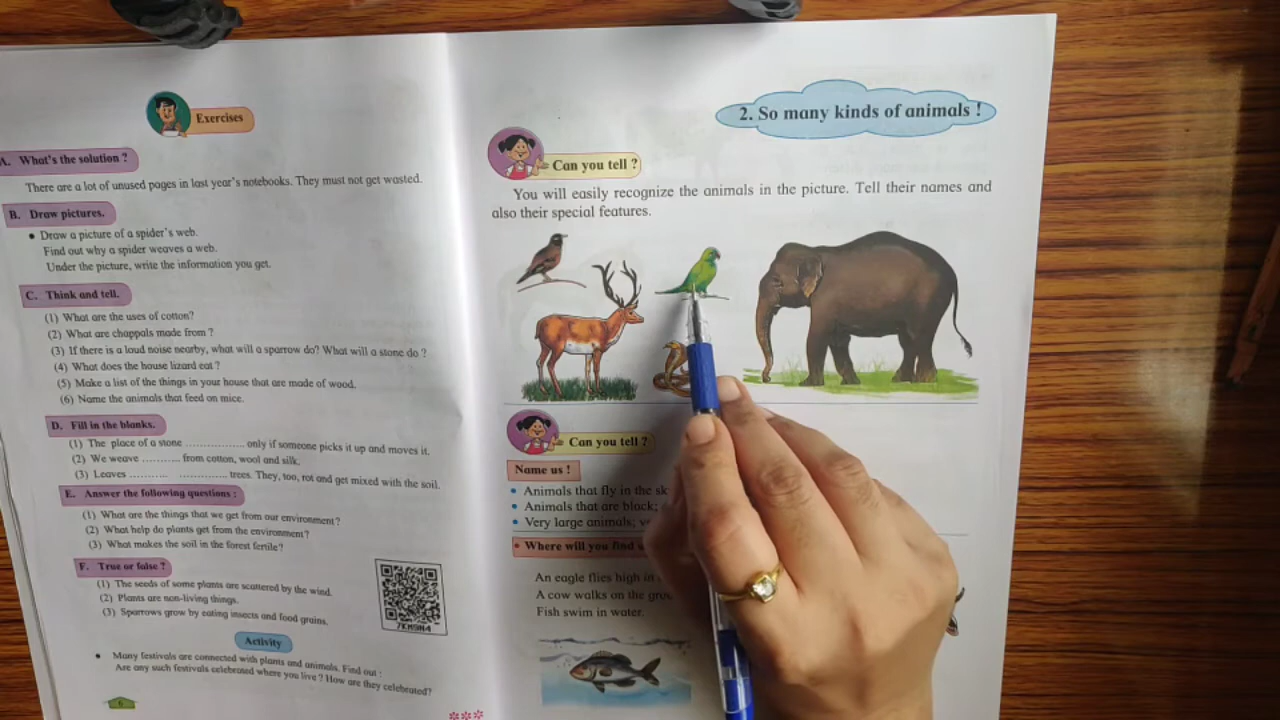 Exercises
A. What's the solution ?
There are a lot of unused pages in last year's notebooks. They must not get wasted.
B. Draw pictures.
• Draw a picture of a spider's web.
Find out why a spider weaves a web.
Under the picture, write the information you get.
C. Think and tell.
(1) What are the uses of cotton?
(2) What are chappals made from ?
(3) If there is a loud noise nearby, what will a sparrow do? What will a stone do ?
(4) What does the house lizard eat ?
(5) Make a list of the things in your house that are made of wood.
(6) Name the animals that feed on mice.
D. Fill in the blanks.
(1) The place of a stone ................. only if someone picks it up and moves it.
(2) We weave .......... from cotton, wool and silk.
(3) Leaves .......... .............. trees. They, too, rot and get mixed with the soil.
E. Answer the following questions :
(1) What are the things that we get from our environment?
(2) What help do plants get from the environment?
(3) What makes the soil in the forest fertile?
F. True or false ?
(1) The seeds of some plants are scattered by the wind.
(2) Plants are non-living things.
(3) Sparrows grow by eating insects and food grains.
Activity
• Many festivals are connected with plants and animals. Find out :
Are any such festivals celebrated where you live ? How are they celebrated?
6
2. So many kinds of animals !
Can you tell ?
You will easily recognize the animals in the picture. Tell their names and
also their special features.
Can you tell ?
Name us !
• Animals that fly in the
• Animals that are black;
• Very large animals;
• Where will you find
An eagle flies high in
A cow walks on the
Fish swim in water.